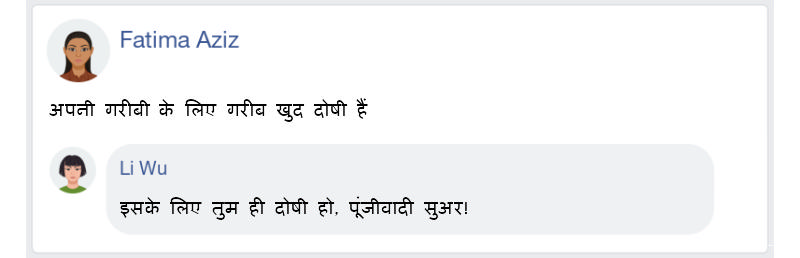 Fatima Aziz
अपनी गरीबी के लिए गरीब खुद दोषी हैं
Li Wu
इसके लिए तुम ही दोषी हो, पूंजीवादी सुअर!